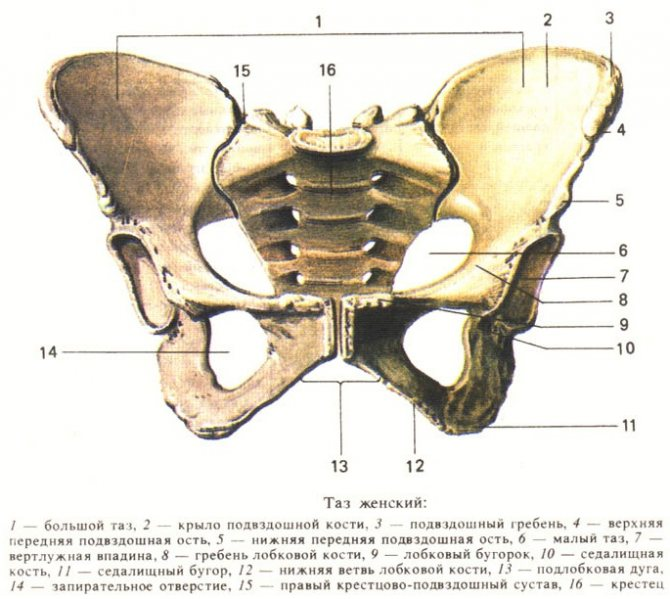 1
2
3
15
16
4
5
6
7
8
9
14
10
11
13
12
Таз женский:
1 — большой таз, 2 — крыло подвздошной кости, 3 — подвздошный гребень, 4 — верхняя
передняя подвздошная ость, 5 — нижняя передняя подвздошная ость, 6 — малый таз, 7 —
вертлужная впадина, 8 — гребень лобковой кости, 9 — лобковый бугорок, 10 — седалищная
кость, 11 — седалищный бугор, 12 — нижняя ветвь лобковой кости, 13 — подлобковая дуга,
14 — запирательное отверстие, 15 — правый крестцово-подвздошный сустав, 16 — крестец